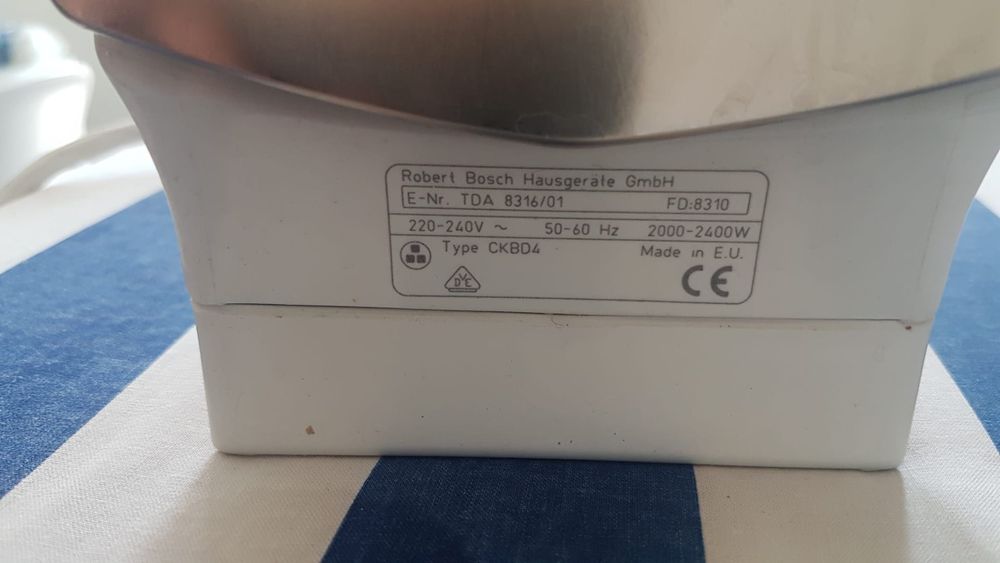 Robert Bosch Hausgeräte GmbH
E-Nr. TDA 8316/01 FD:8310
220-240V ~ 50-60 Hz 2000-2400W
Type CKBD4 Made in E.U.
DVE CE